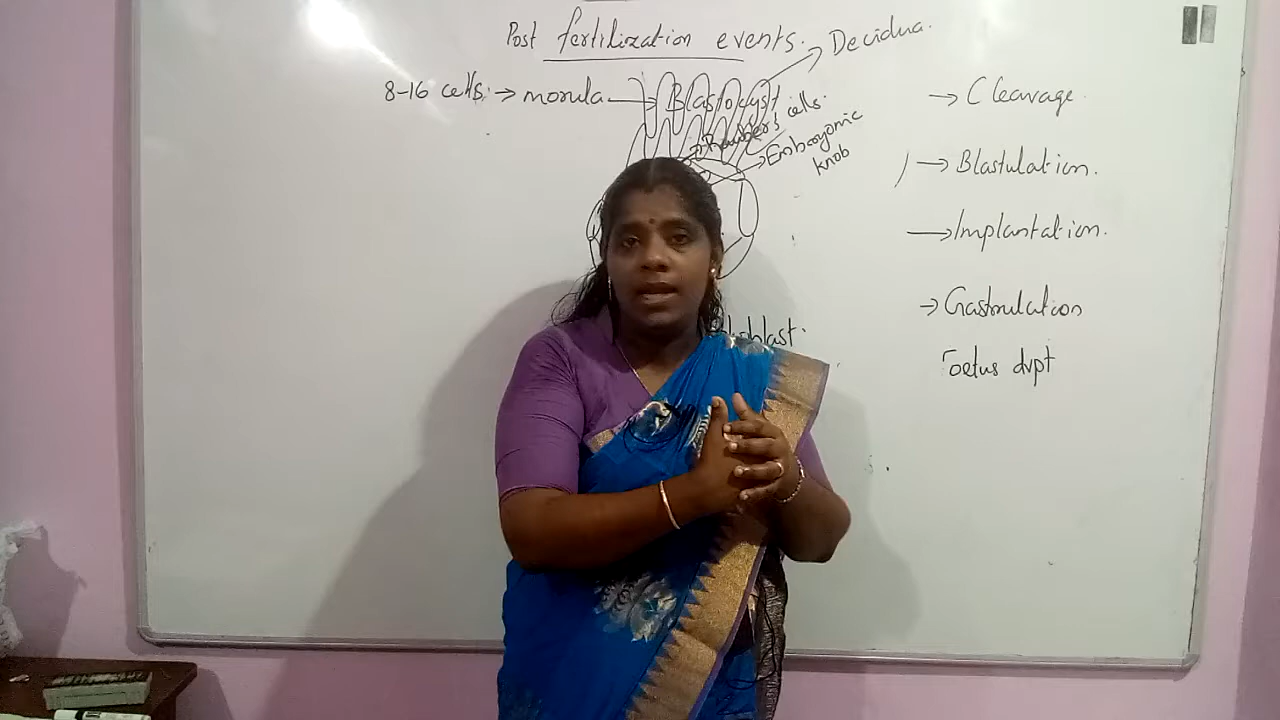 Post fertilization events.
Decidua.
8-16 cells. → morula → Blastocyst
Rauber's cells.
Embryonic
knob
→ Cleavage
→ Blastulation.
→ Implantation.
→ Gastrulation
Foetus dvpt